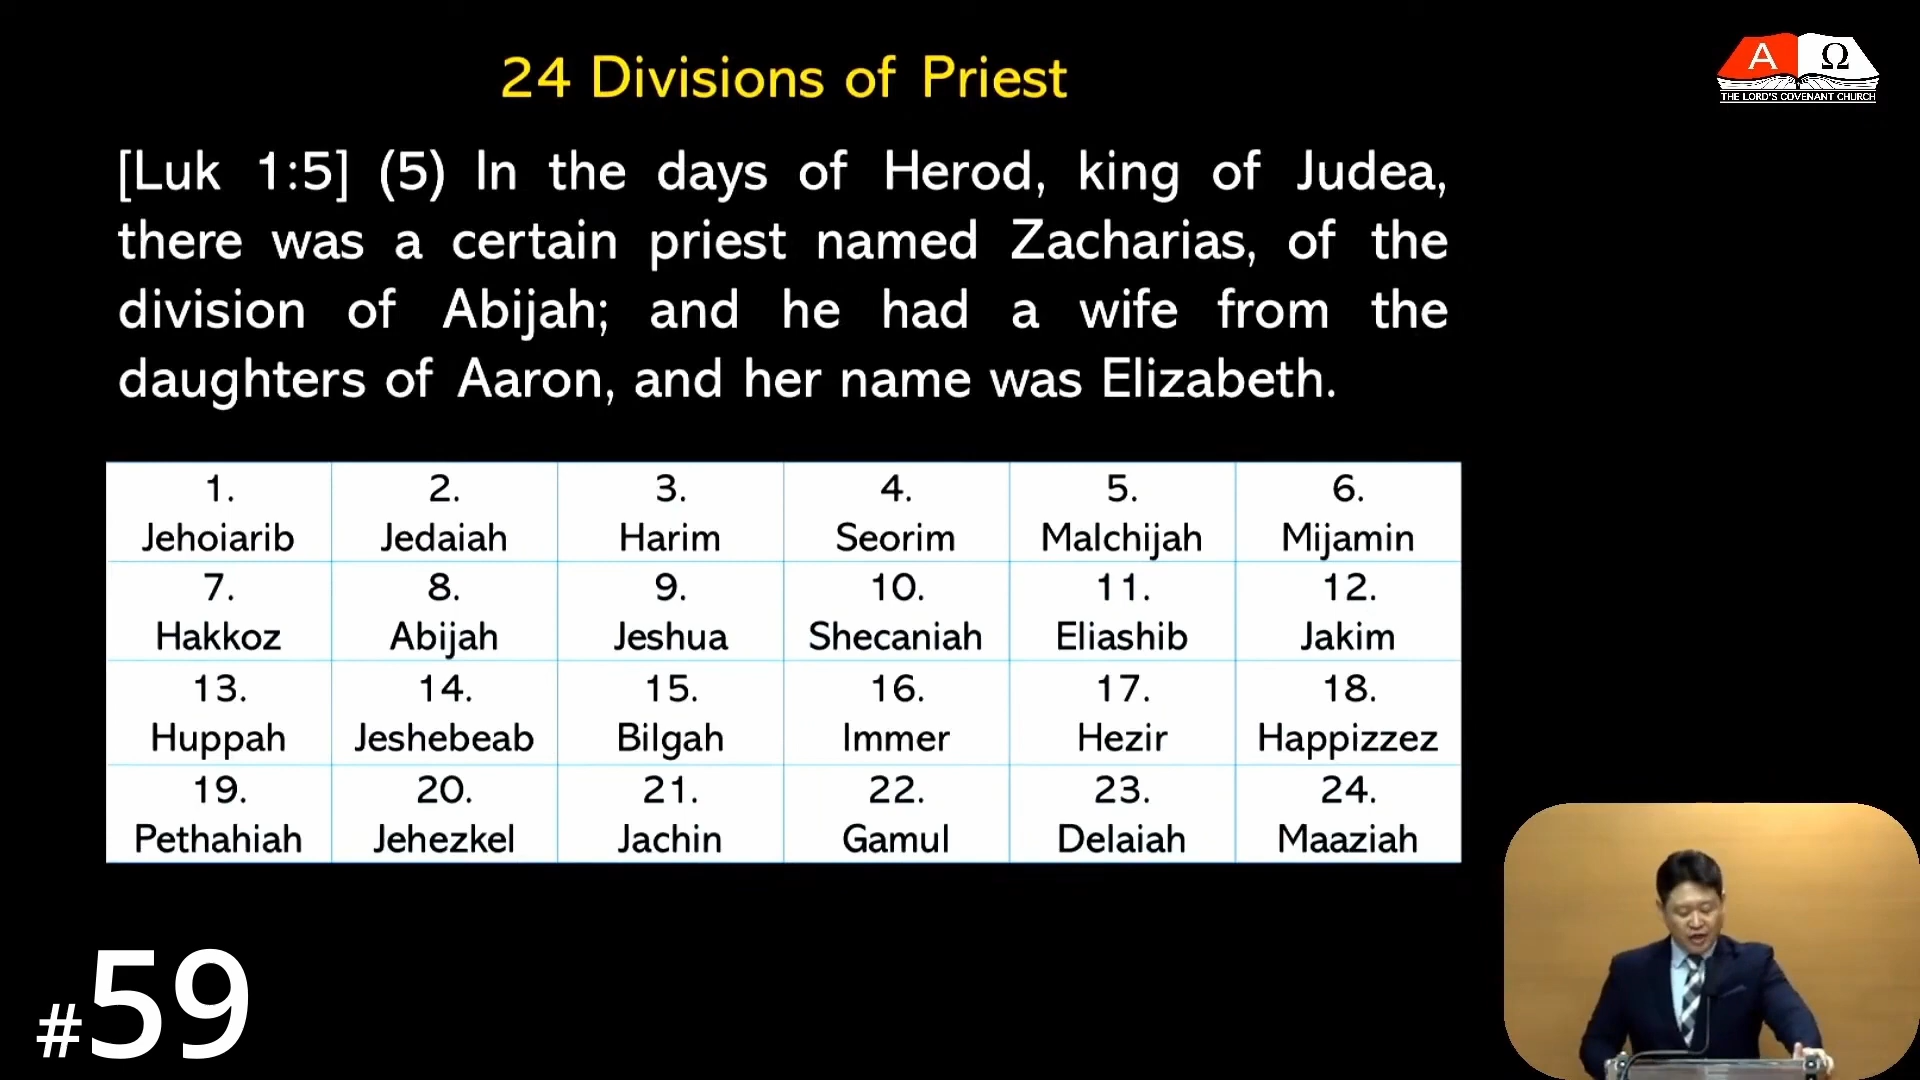 24 Divisions of Priest
Α Ω
THE LORD'S COVENANT CHURCH
[Luk 1:5] (5) In the days of Herod, king of Judea,
there was a certain priest named Zacharias, of the
division of Abijah; and he had a wife from the
daughters of Aaron, and her name was Elizabeth.
1. 2. 3. 4. 5. 6.
Jehoiarib Jedaiah Harim Seorim Malchijah Mijamin
7. 8. 9. 10. 11. 12.
Hakkoz Abijah Jeshua Shecaniah Eliashib Jakim
13. 14. 15. 16. 17. 18.
Huppah Jeshebeab Bilgah Immer Hezir Happizzez
19. 20. 21. 22. 23. 24.
Pethahiah Jehezkel Jachin Gamul Delaiah Maaziah
#59